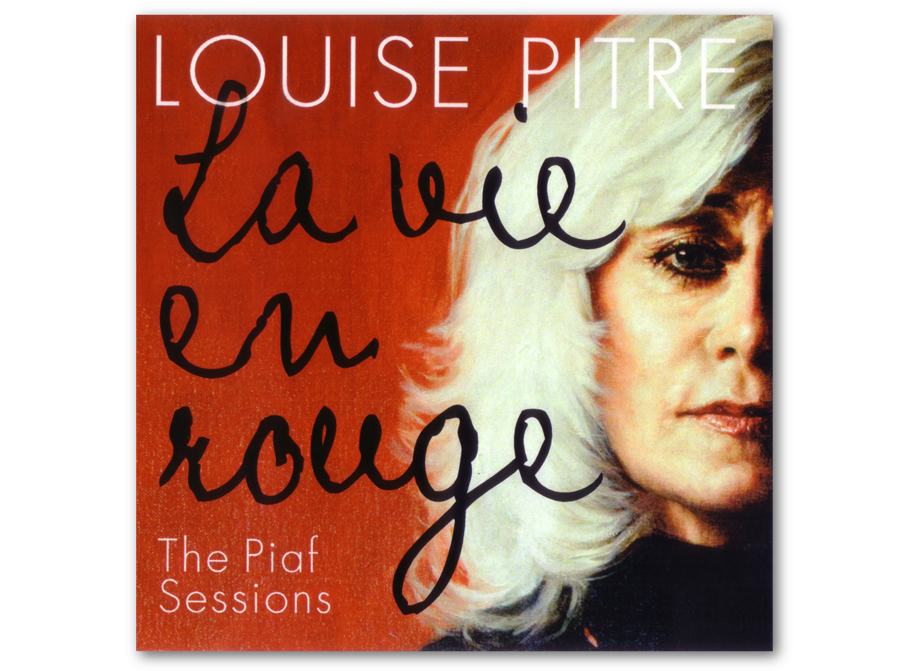 LOUISE PITRE
La vie
en
rouge
The Piaf
Sessions